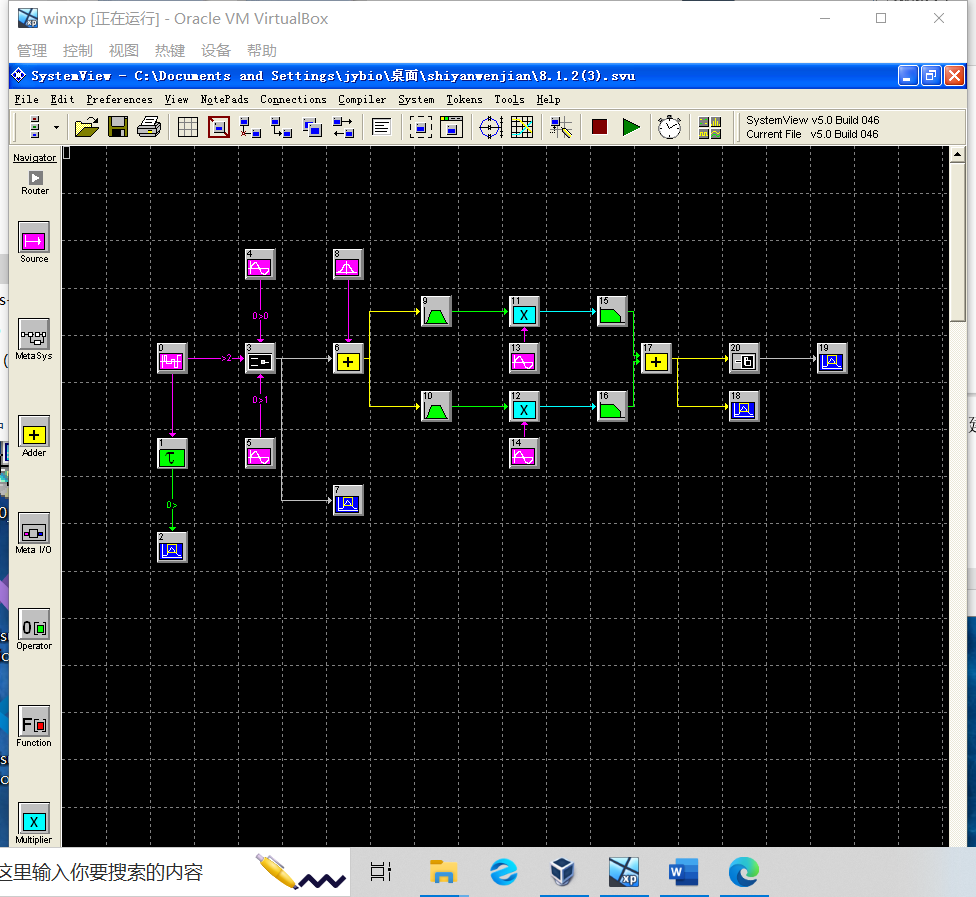 winxp [正在运行] - Oracle VM VirtualBox
管理 控制 视图 热键 设备 帮助
SystemView - C:\Documents and Settings\jybio\桌面\shiyanwenjian\8.1.2(3).svu
File Edit Preferences View NotePads Connections Compiler System Tokens Tools Help
SystemView v5.0 Build 046
Current File v5.0 Build 046
Navigator
Router
Source
MetaSys
Adder
Meta I/O
Operator
Function
Multiplier
4
8
0>0
9
11
15
0
>2>
3
6
13
17
20
19
0>1
10
12
16
18
1
τ
5
14
7
0>
2
这里输入你要搜索的内容